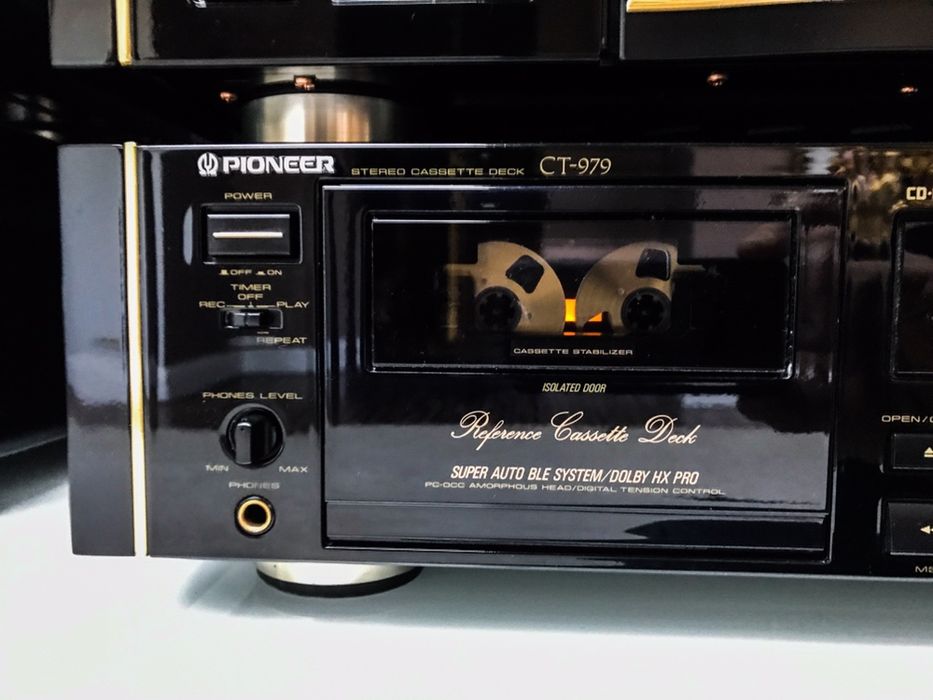 PIONEER STEREO CASSETTE DECK CT-979
POWER
OFF ON
TIMER
OFF
REC PLAY
REPEAT
PHONES LEVEL
MIN MAX
PHONES
CASSETTE STABILIZER
ISOLATED DOOR
Reference Cassette Deck
SUPER AUTO BLE SYSTEM/DOLBY HX PRO
PC-OCC AMORPHOUS HEAD/DIGITAL TENSION CONTROL
CD-
OPEN/